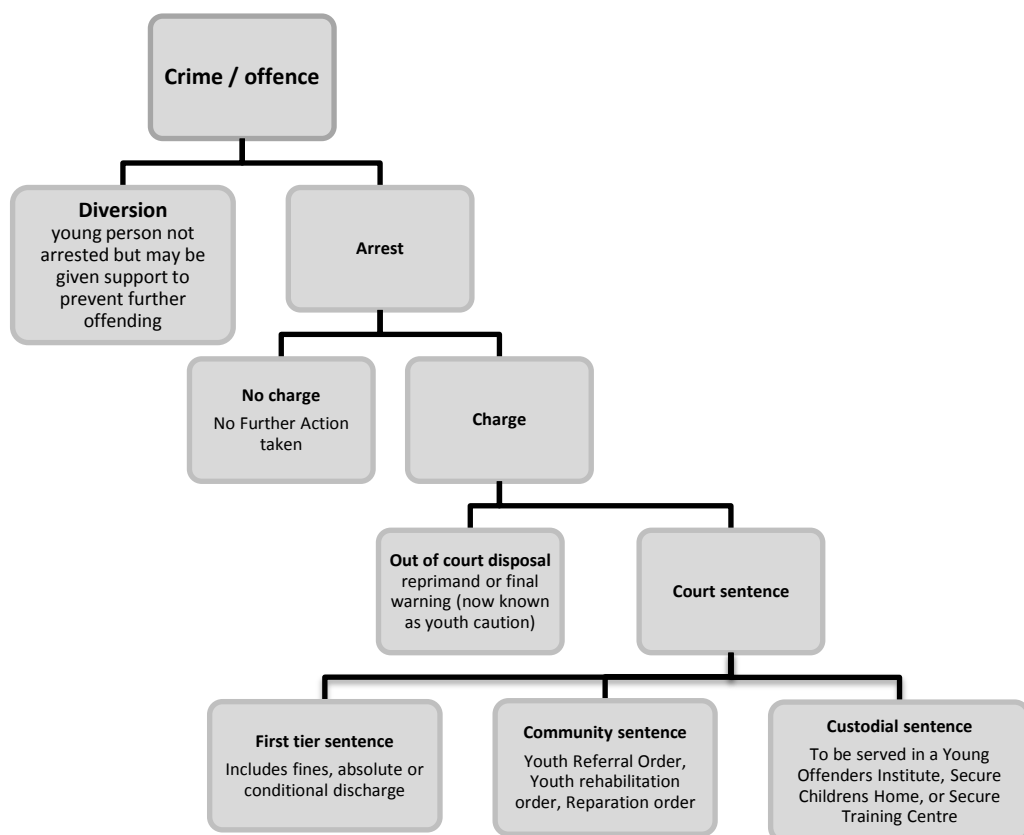 Crime / offence
Diversion
young person not
arrested but may be
given support to
prevent further
offending
Arrest
No charge
No Further Action
taken
Charge
Out of court disposal
reprimand or final
warning (now known
as youth caution)
Court sentence
First tier sentence
Includes fines, absolute or
conditional discharge
Community sentence
Youth Referral Order,
Youth rehabilitation
order, Reparation order
Custodial sentence
To be served in a Young
Offenders Institute, Secure
Childrens Home, or Secure
Training Centre